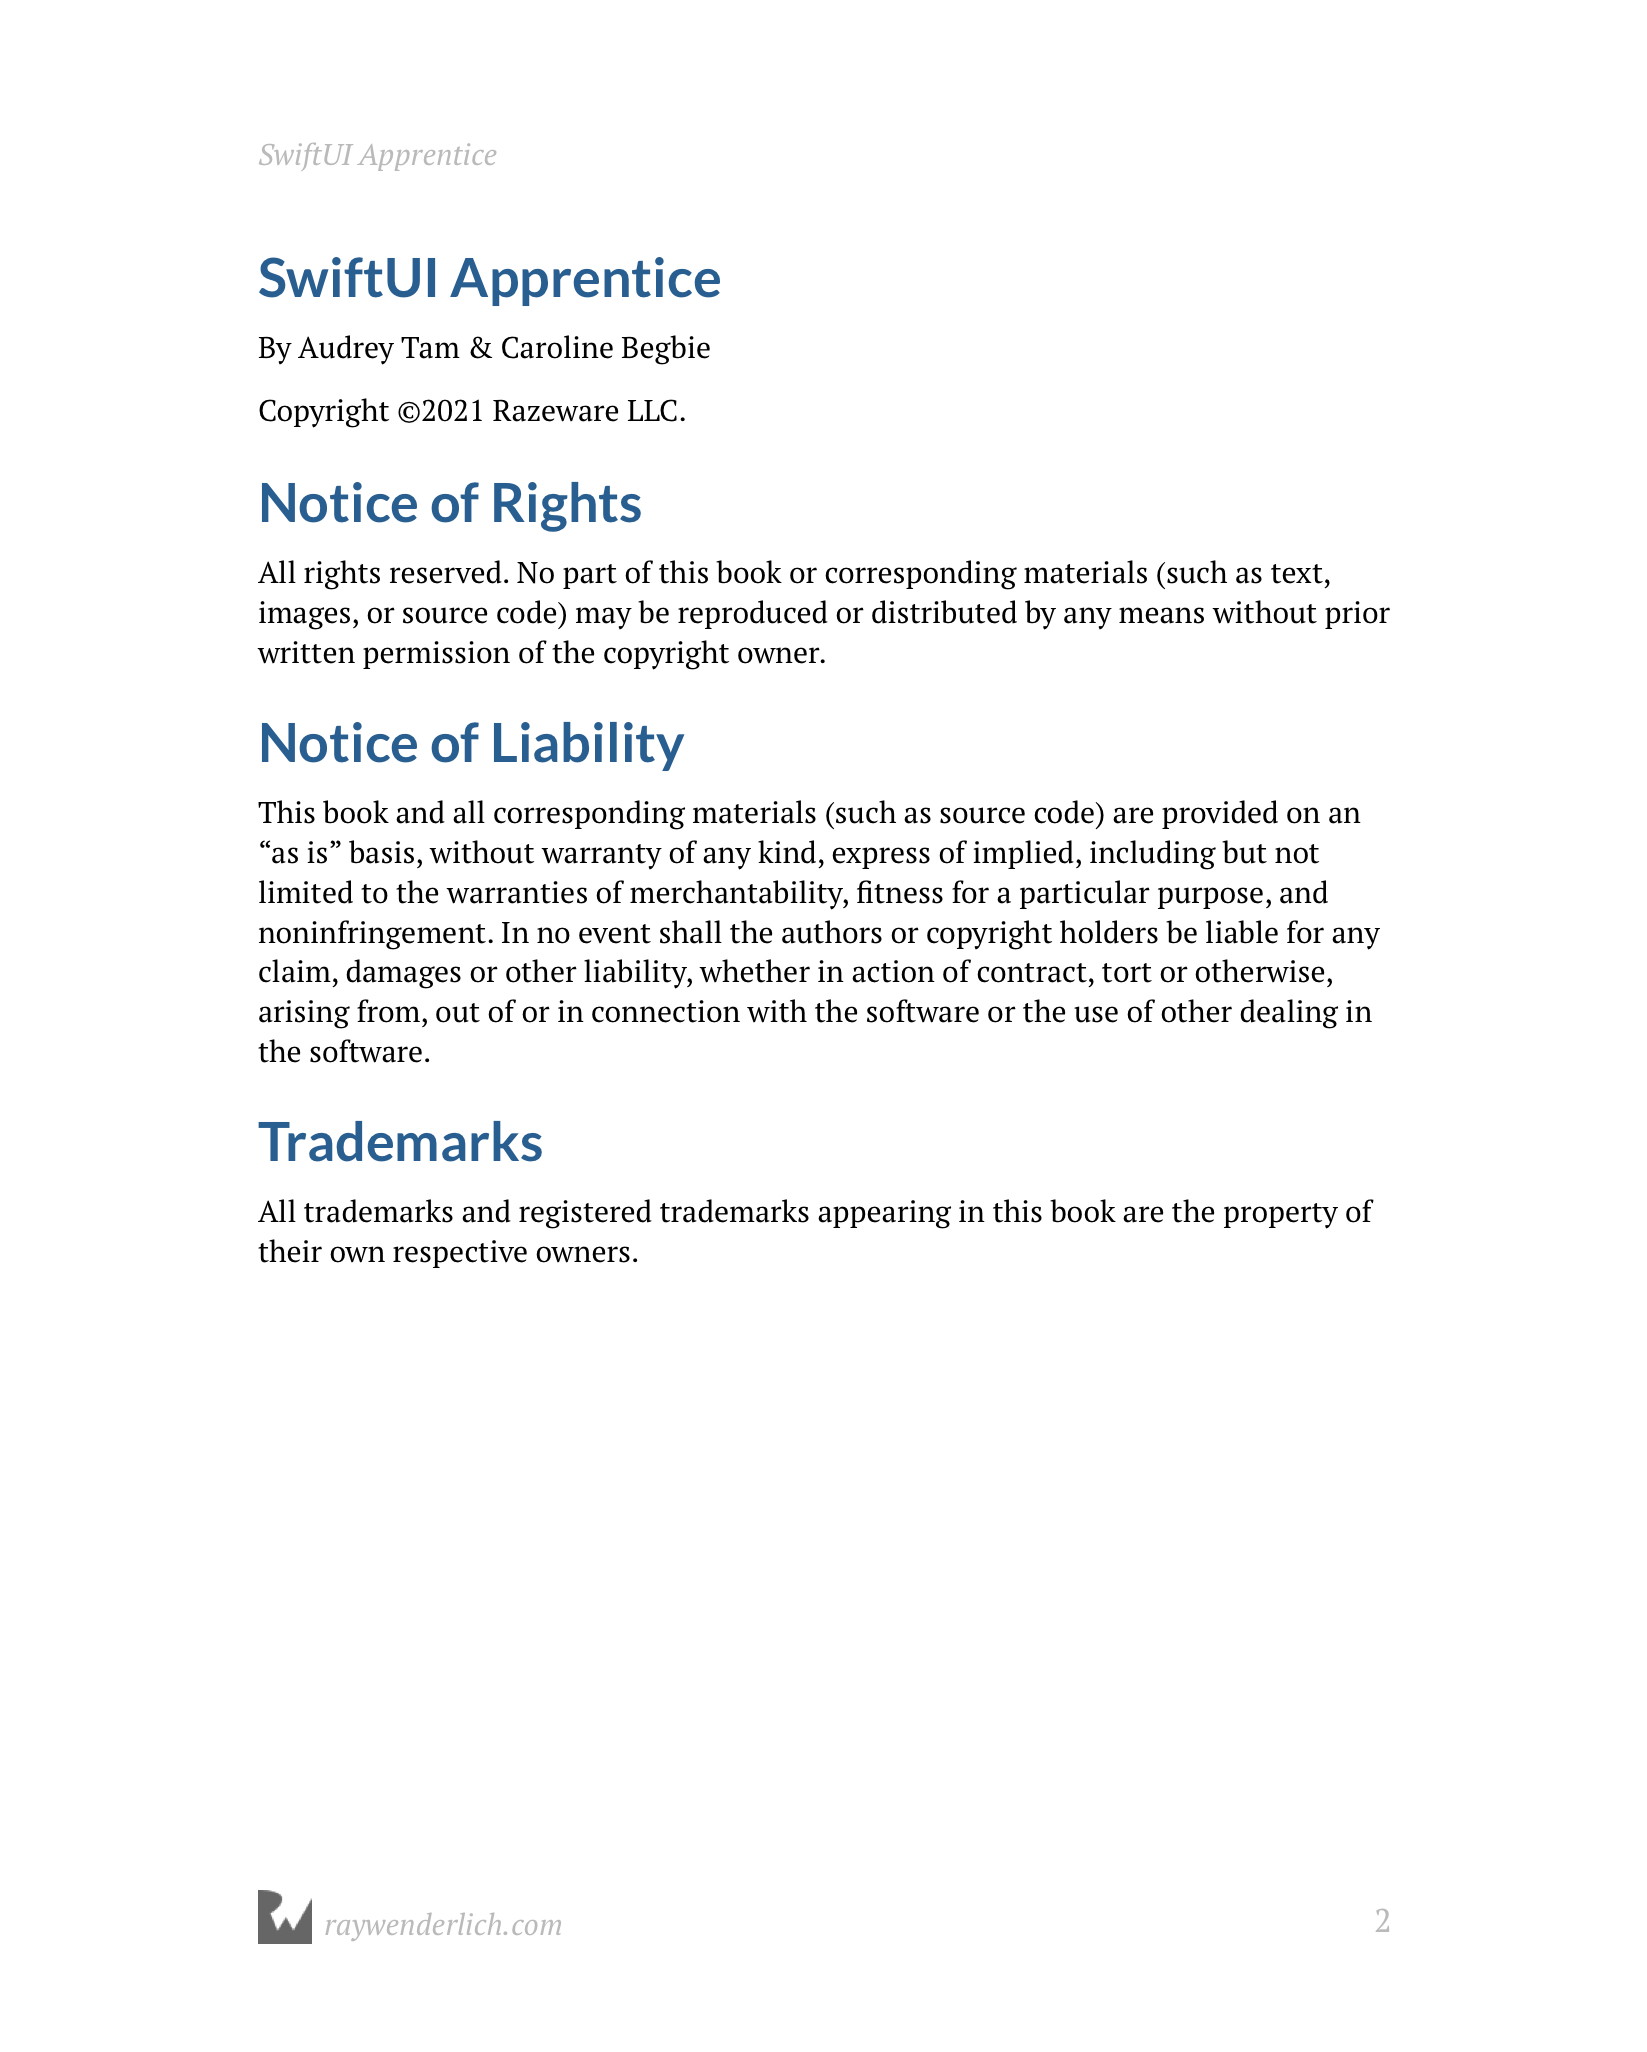 SwiftUI Apprentice
SwiftUI Apprentice
By Audrey Tam & Caroline Begbie
Copyright ©2021 Razeware LLC.
Notice of Rights
All rights reserved. No part of this book or corresponding materials (such as text,
images, or source code) may be reproduced or distributed by any means without prior
written permission of the copyright owner.
Notice of Liability
This book and all corresponding materials (such as source code) are provided on an
“as is” basis, without warranty of any kind, express of implied, including but not
limited to the warranties of merchantability, fitness for a particular purpose, and
noninfringement. In no event shall the authors or copyright holders be liable for any
claim, damages or other liability, whether in action of contract, tort or otherwise,
arising from, out of or in connection with the software or the use of other dealing in
the software.
Trademarks
All trademarks and registered trademarks appearing in this book are the property of
their own respective owners.
RW raywenderlich.com 2